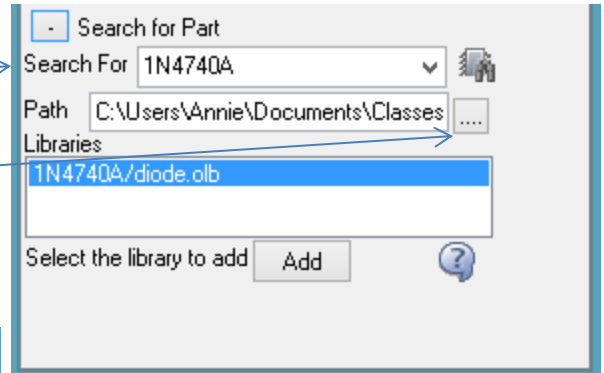 - Search for Part
Search For 1N4740A
Path C:\Users\Annie\Documents\Classes ....
Libraries
1N4740A/diode.olb
Select the library to add Add ?